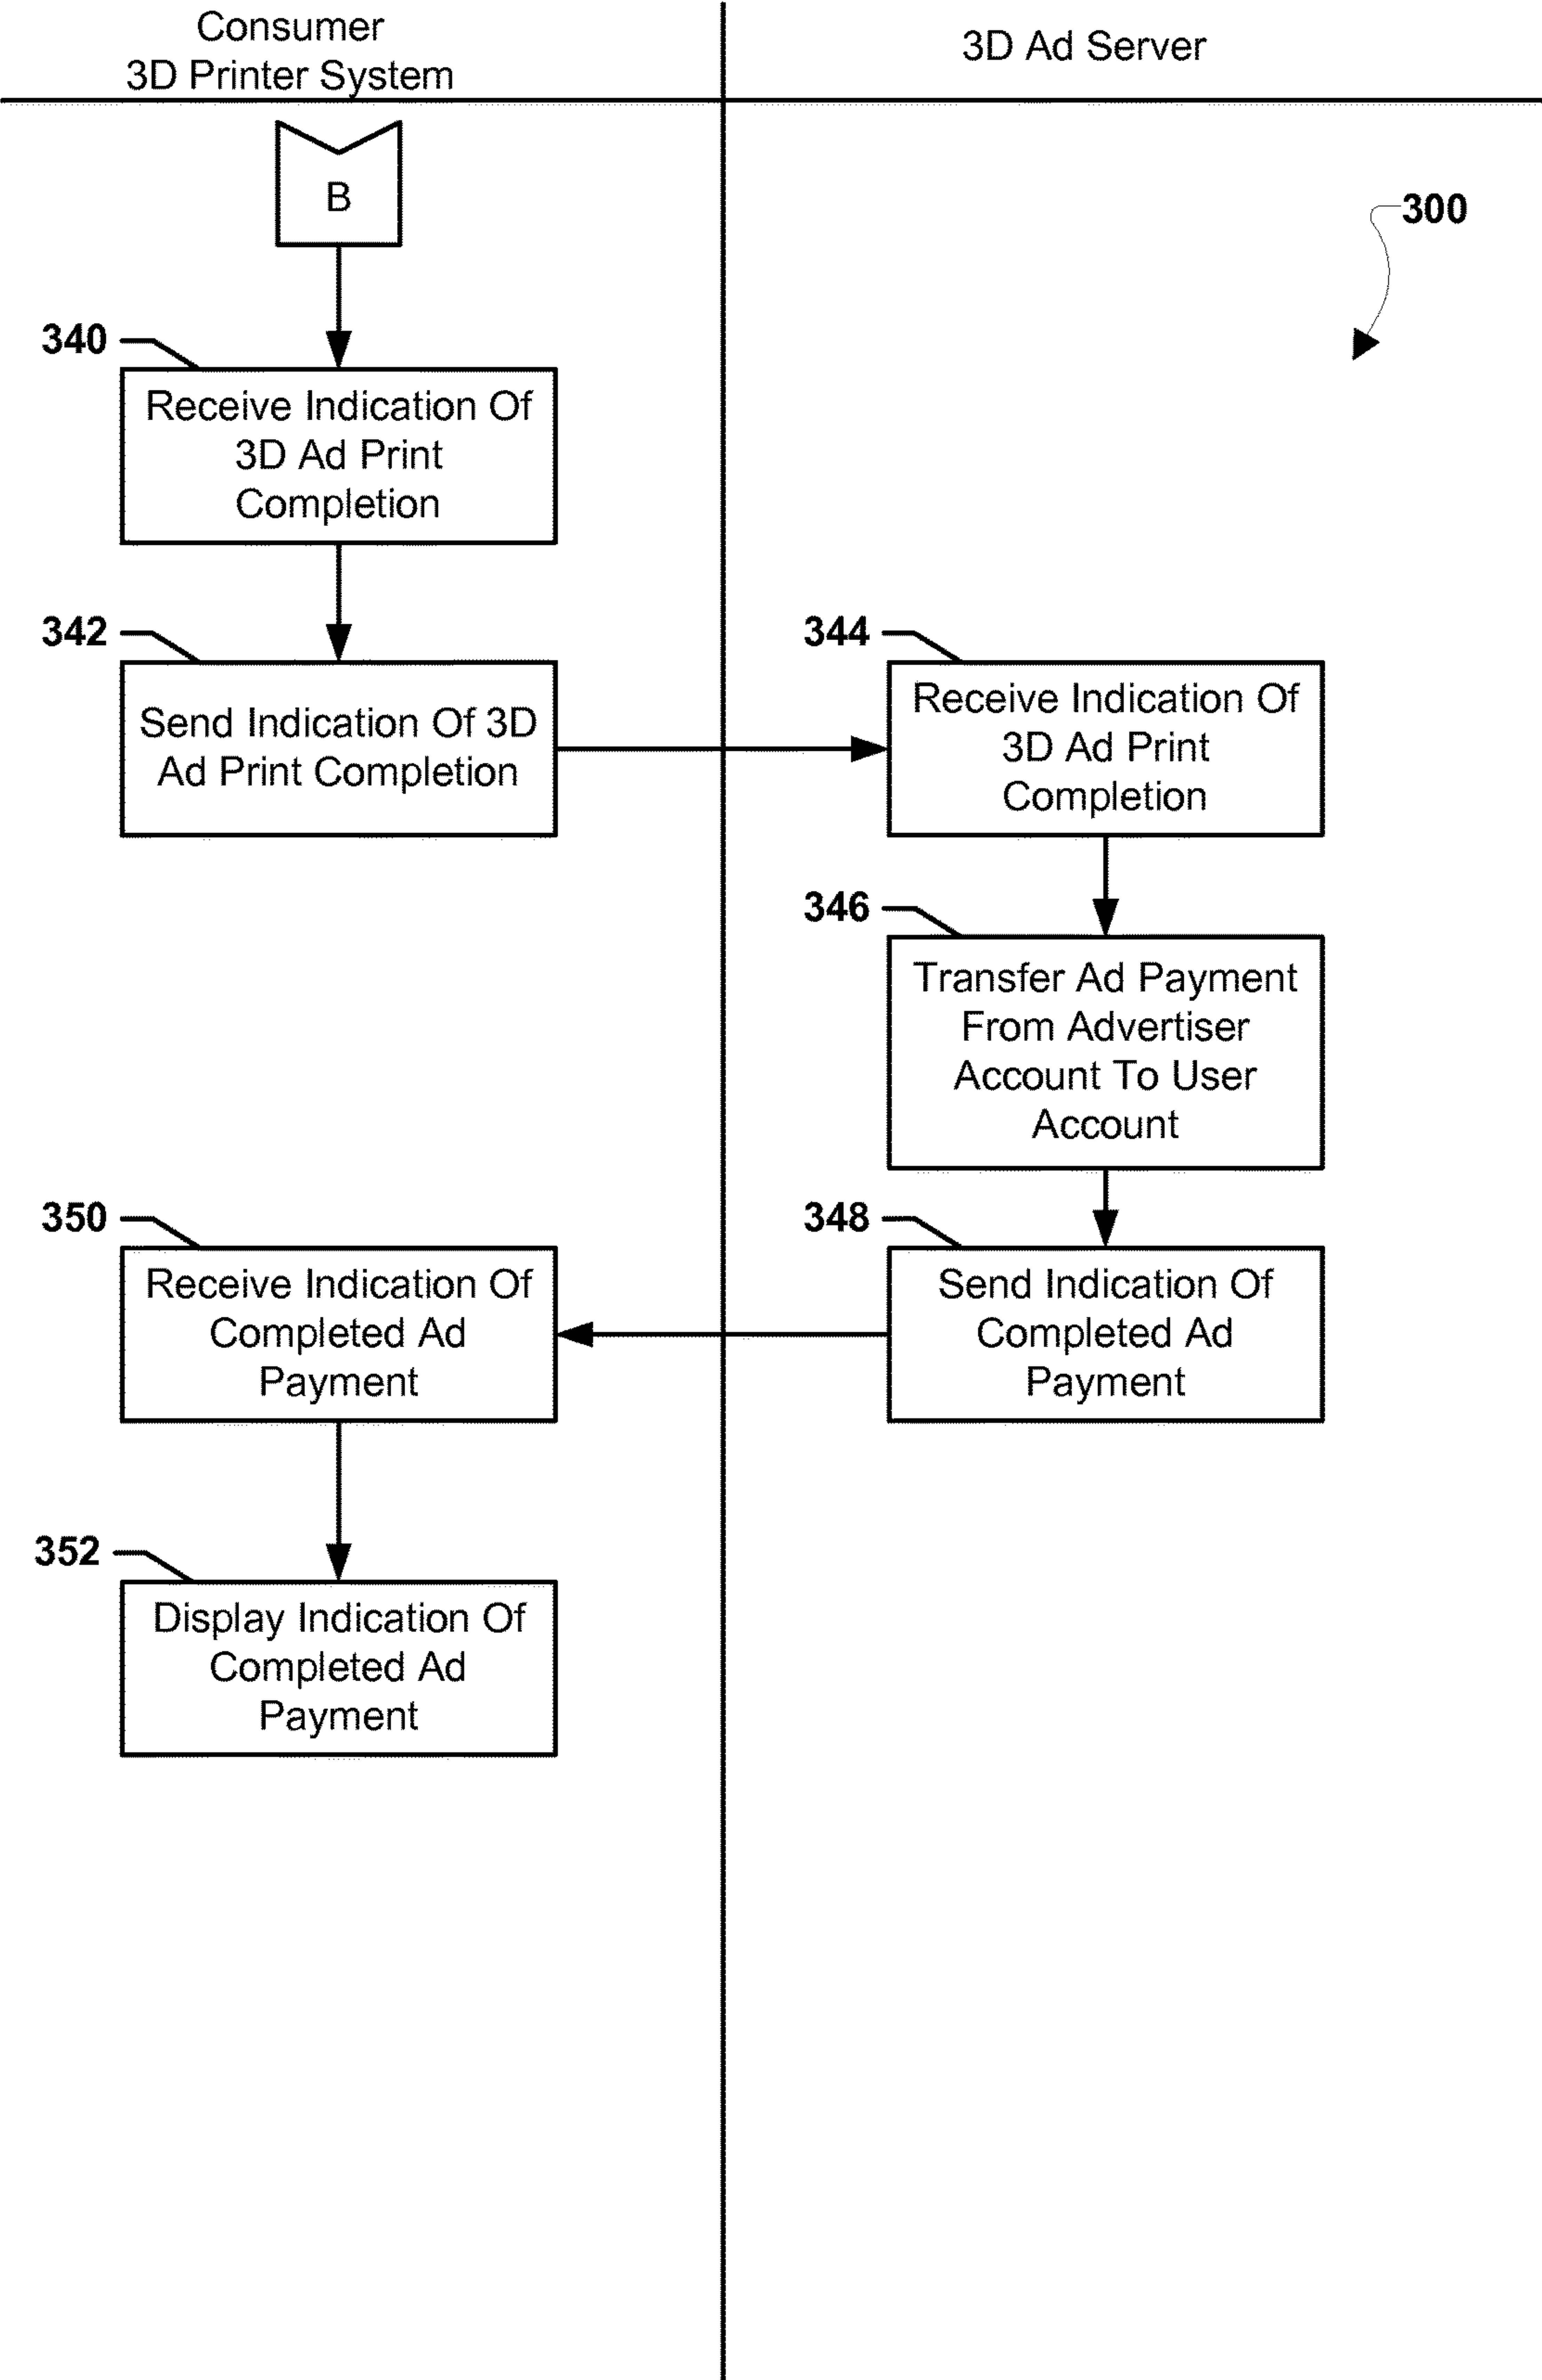 Consumer
3D Printer System
3D Ad Server
B
300
340
Receive Indication Of
3D Ad Print
Completion
342
Send Indication Of 3D
Ad Print Completion
344
Receive Indication Of
3D Ad Print
Completion
346
Transfer Ad Payment
From Advertiser
Account To User
Account
348
Send Indication Of
Completed Ad
Payment
350
Receive Indication Of
Completed Ad
Payment
352
Display Indication Of
Completed Ad
Payment